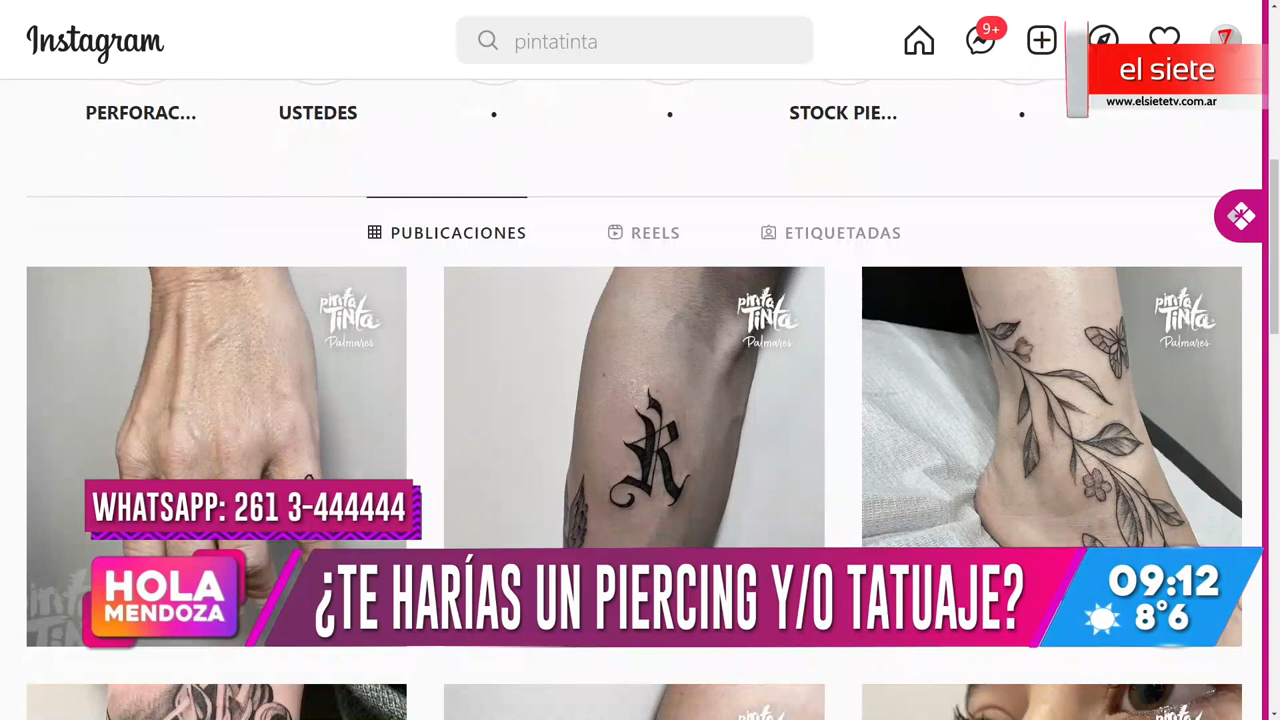 Instagram
pintatinta
9+
el siete
www.elsietetv.com.ar
PERFORAC...
USTEDES
STOCK PIE...
PUBLICACIONES
REELS
ETIQUETADAS
pinta
TINTA
Palmares
pinta
TINTA
Palmares
pinta
TINTA
Palmares
K
WHATSAPP: 261 3-444444
HOLA
MENDOZA
¿TE HARÍAS UN PIERCING Y/O TATUAJE?
09:12
8°6